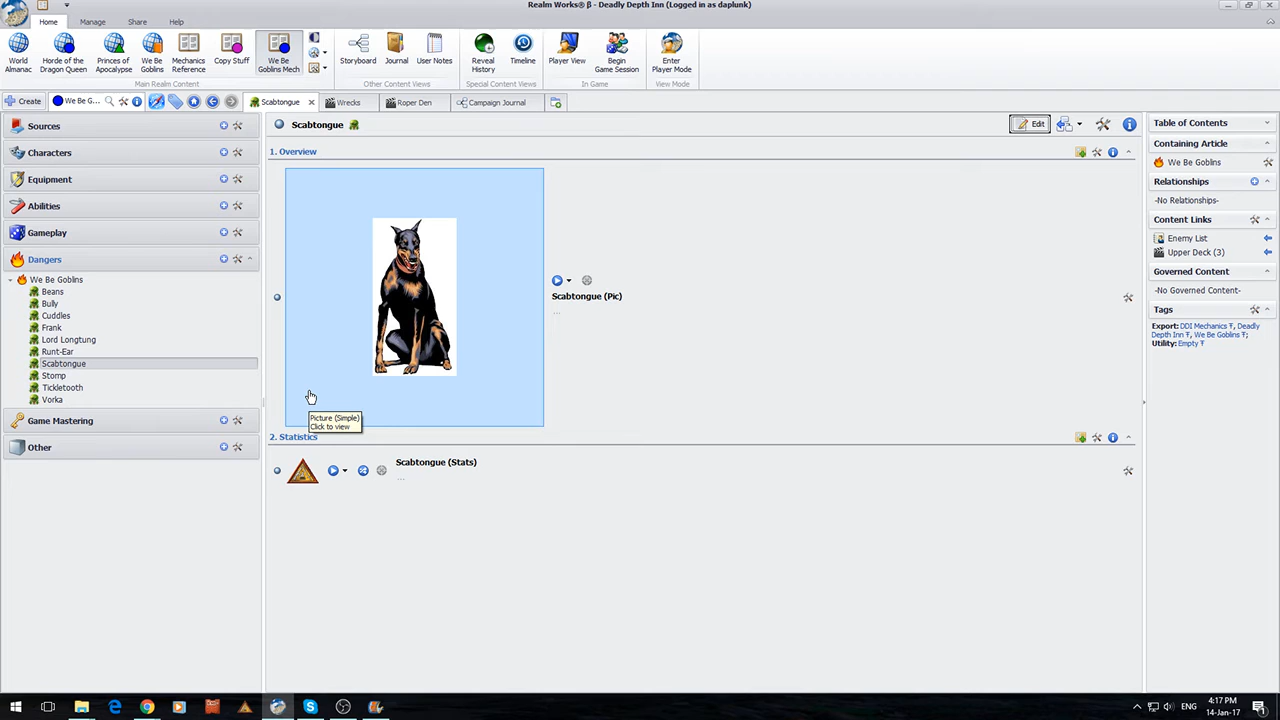 Realm Works® β - Deadly Depth Inn (Logged in as daplunk)
Home Manage Share Help
World Almanac
Horde of the Dragon Queen
Princes of Apocalypse
We Be Goblins
Mechanics Reference
Copy Stuff
We Be Goblins Mech
Storyboard
Journal
User Notes
Reveal History
Timeline
Player View
Begin Game Session
Enter Player Mode
Main Realm Content
Other Content Views
Special Content Views
In Game
View Mode
Create
We Be G...
Scabtongue
Wrecks
Roper Den
Campaign Journal
Sources
Characters
Equipment
Abilities
Gameplay
Dangers
We Be Goblins
Beans
Bully
Cuddles
Frank
Lord Longtung
Runt-Ear
Scabtongue
Stomp
Tickletooth
Vorka
Game Mastering
Other
Scabtongue
Edit
1. Overview
Scabtongue (Pic)
...
Picture (Simple)
Click to view
2. Statistics
Scabtongue (Stats)
...
Table of Contents
Containing Article
We Be Goblins
Relationships
-No Relationships-
Content Links
Enemy List
Upper Deck (3)
Governed Content
-No Governed Content-
Tags
Export: DDI Mechanics Ŧ, Deadly
Depth Inn Ŧ, We Be Goblins Ŧ;
Utility: Empty Ŧ
ENG
4:17 PM
14-Jan-17